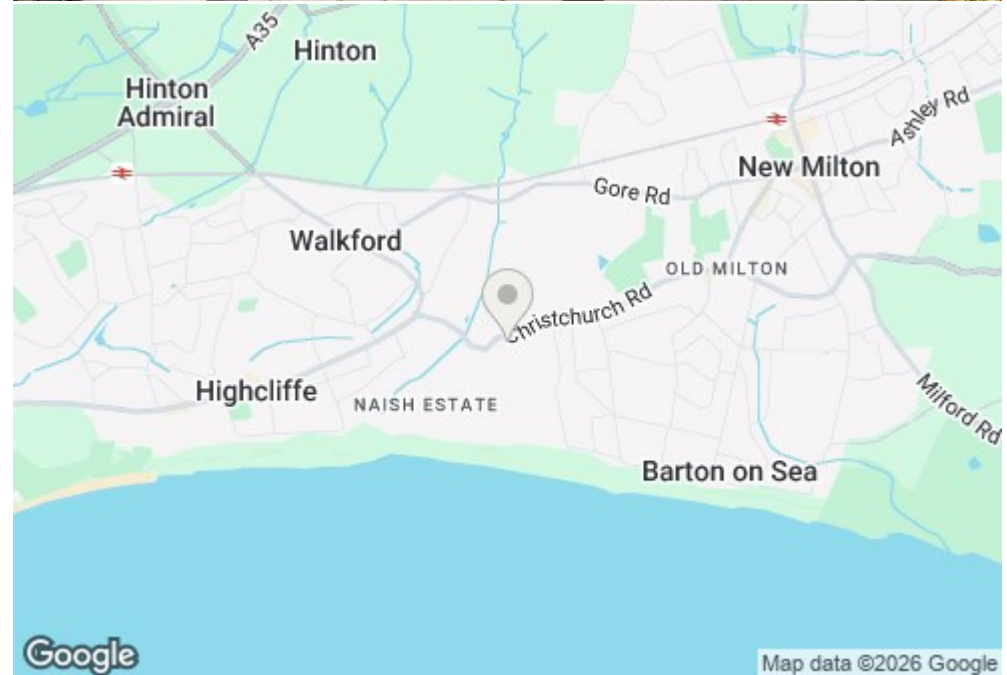 A35
Hinton
Hinton
Admiral
Ashley Rd
New Milton
Gore Rd
Walkford
OLD MILTON
Christchurch Rd
Highcliffe
NAISH ESTATE
Milford Rd
Barton on Sea
Google
Map data ©2026 Google